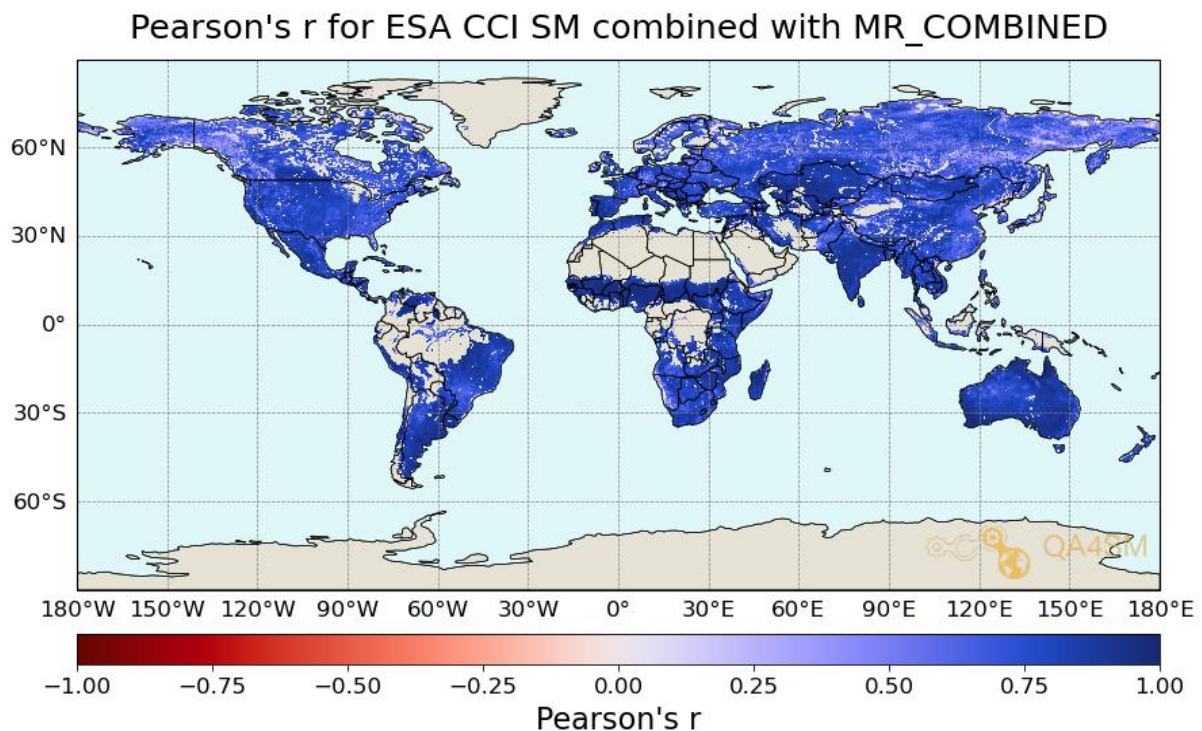 Pearson's r for ESA CCI SM combined with MR_COMBINED
60°N
30°N
0°
30°S
60°S
QA4SM
180°W 150°W 120°W 90°W 60°W 30°W 0° 30°E 60°E 90°E 120°E 150°E 180°E
−1.00 −0.75 −0.50 −0.25 0.00 0.25 0.50 0.75 1.00
Pearson's r